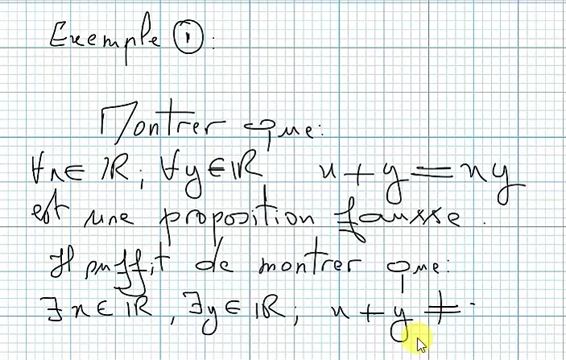 Exemple ①:
Montrer que:
∀x∈ℝ; ∀y∈ℝ x+y=xy
est une proposition fausse.
Il suffit de montrer que:
∃x∈ℝ, ∃y∈ℝ; x+y≠